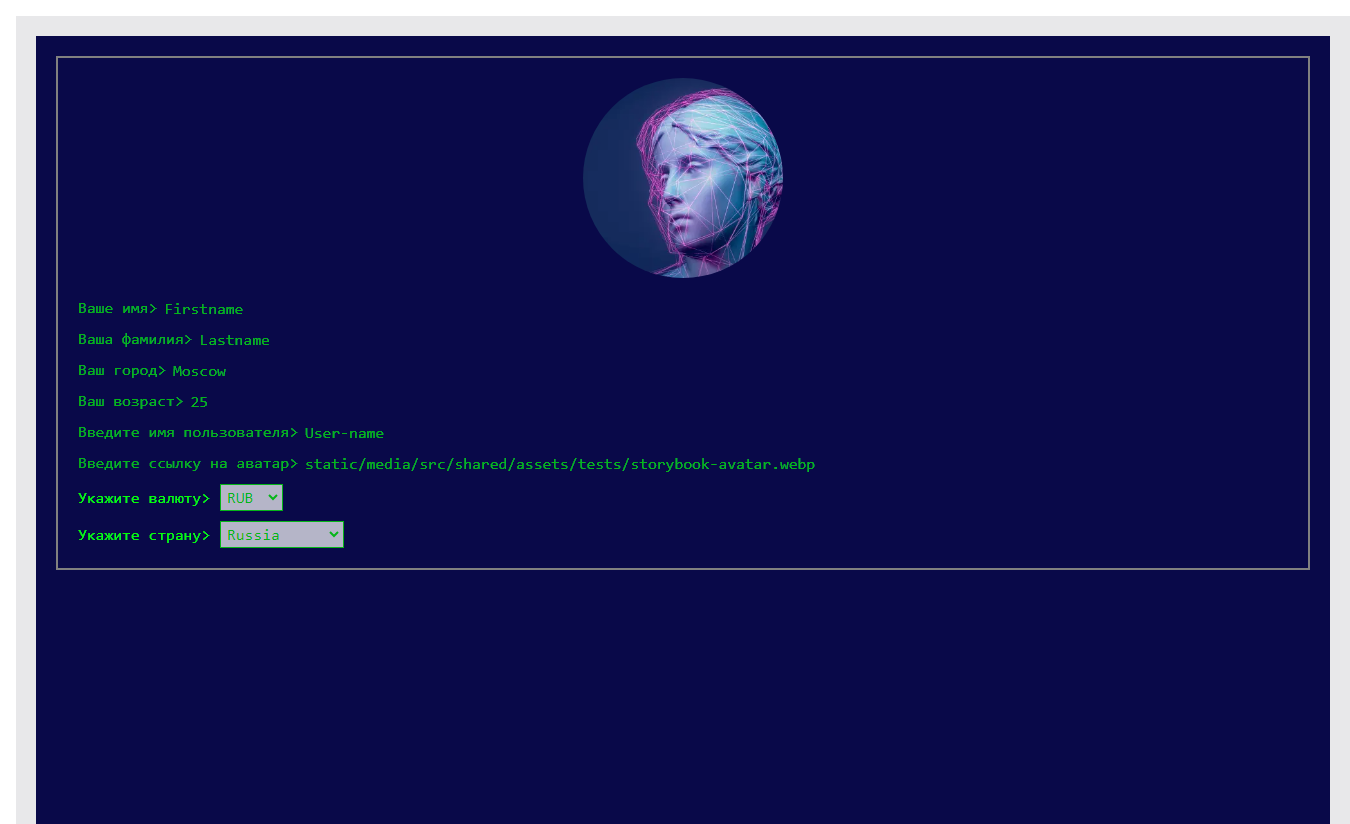 Ваше имя> Firstname
Ваша фамилия> Lastname
Ваш город> Moscow
Ваш возраст> 25
Введите имя пользователя> User-name
Введите ссылку на аватар> static/media/src/shared/assets/tests/storybook-avatar.webp
Укажите валюту> RUB
Укажите страну> Russia